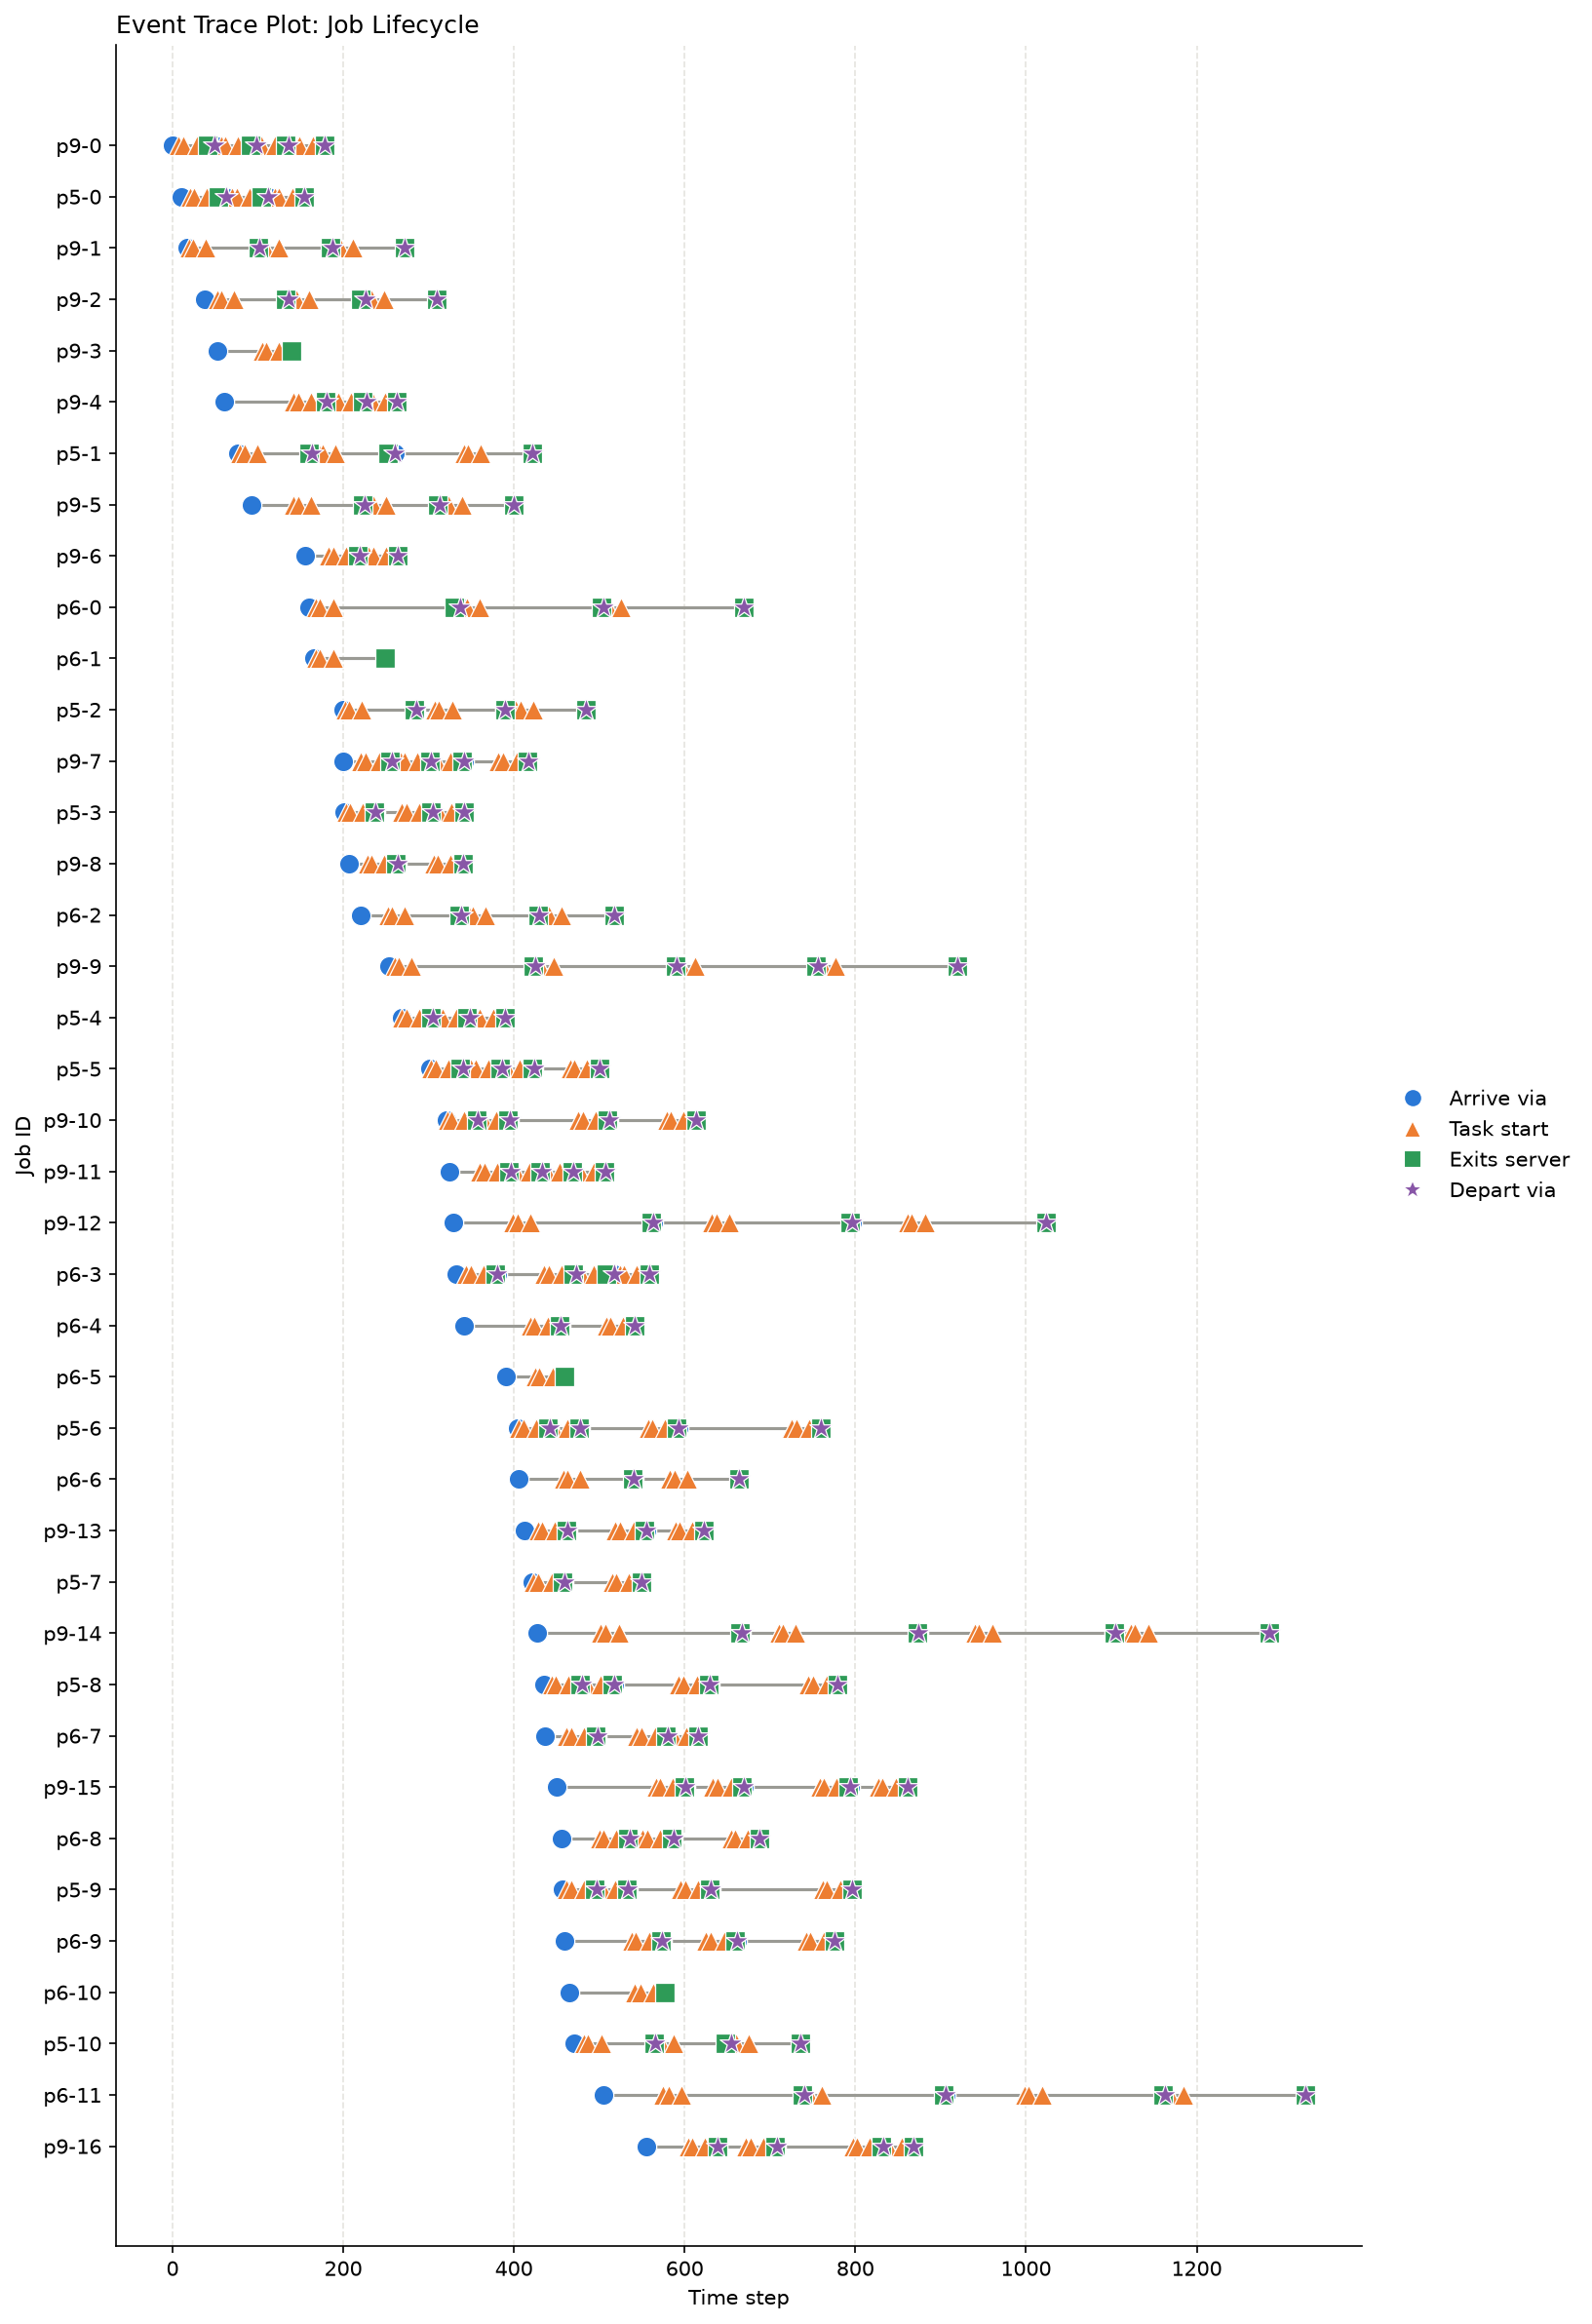 Event Trace Plot: Job Lifecycle
Job ID
p9-0
p5-0
p9-1
p9-2
p9-3
p9-4
p5-1
p9-5
p9-6
p6-0
p6-1
p5-2
p9-7
p5-3
p9-8
p6-2
p9-9
p5-4
p5-5
p9-10
p9-11
p9-12
p6-3
p6-4
p6-5
p5-6
p6-6
p9-13
p5-7
p9-14
p5-8
p6-7
p9-15
p6-8
p5-9
p6-9
p6-10
p5-10
p6-11
p9-16
0 200 400 600 800 1000 1200
Time step
Arrive via
Task start
Exits server
Depart via